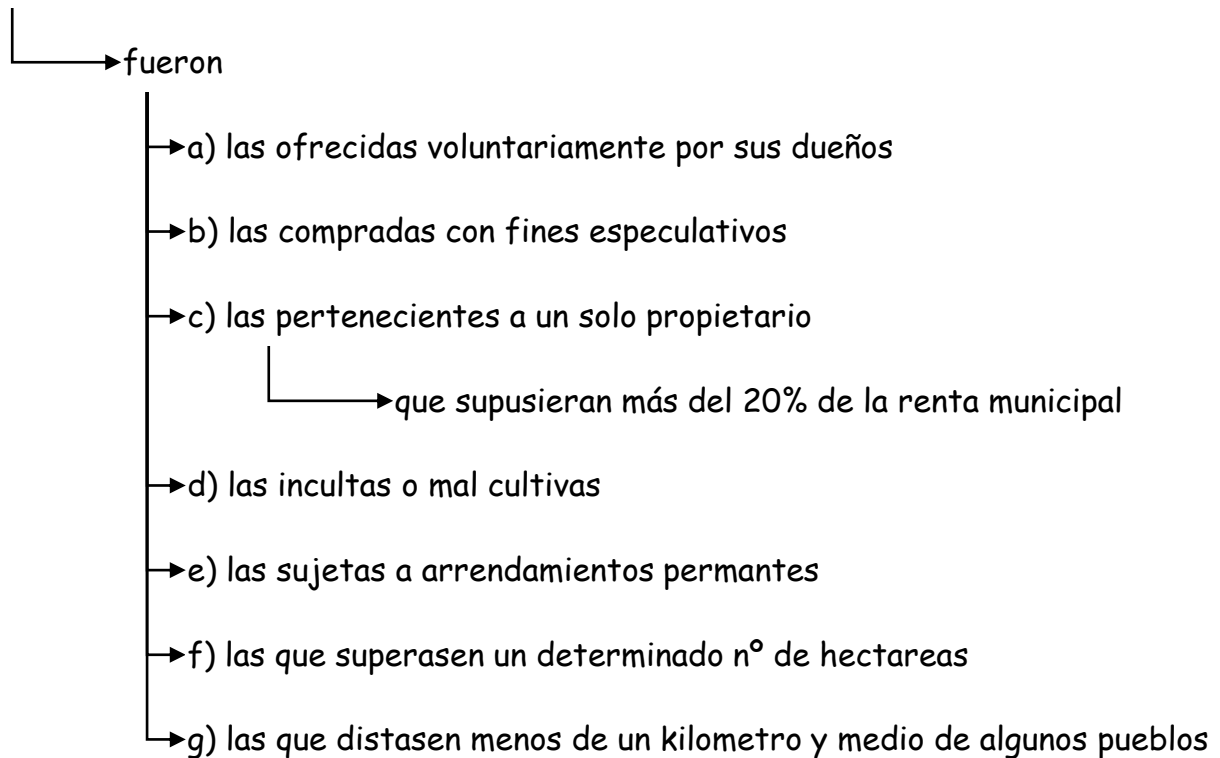 fueron
a) las ofrecidas voluntariamente por sus dueños
b) las compradas con fines especulativos
c) las pertenecientes a un solo propietario
que supusieran más del 20% de la renta municipal
d) las incultas o mal cultivas
e) las sujetas a arrendamientos permantes
f) las que superasen un determinado nº de hectareas
g) las que distasen menos de un kilometro y medio de algunos pueblos